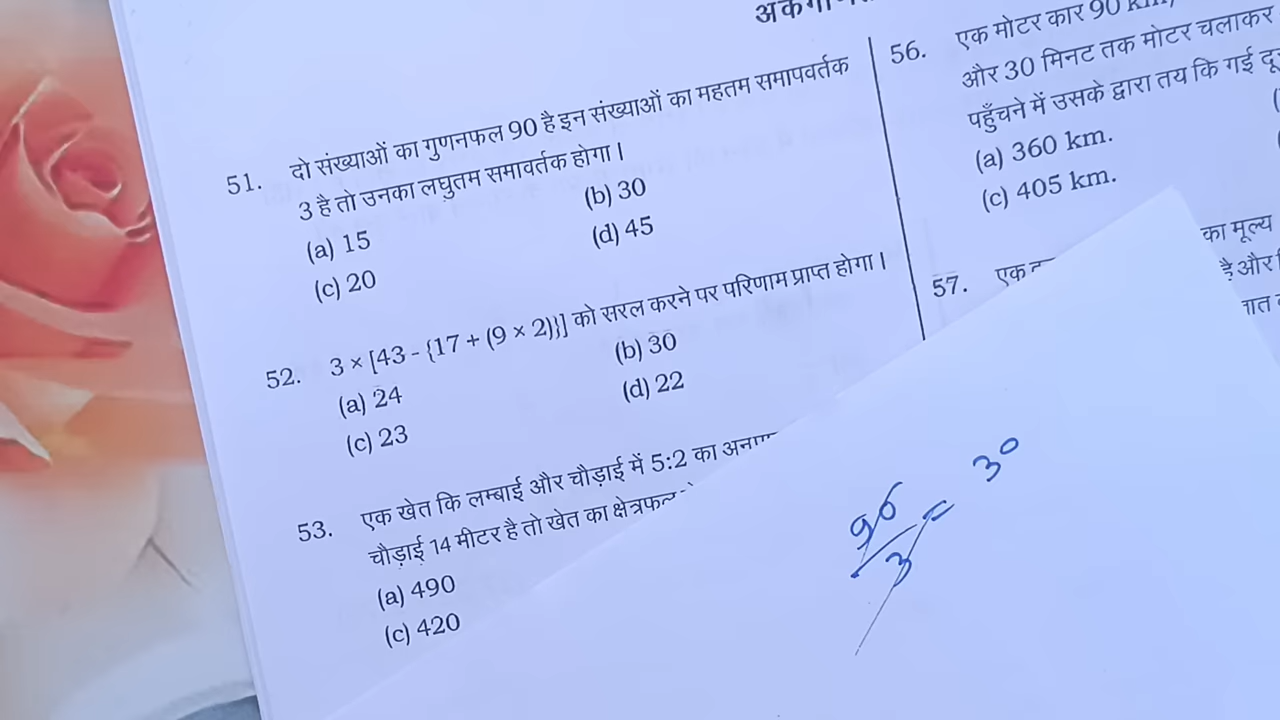 51. दो संख्याओं का गुणनफल 90 है इन संख्याओं का महतम समापवर्तक
3 है तो उनका लघुतम समावर्तक होगा ।
(a) 15 (b) 30
(c) 20 (d) 45
52. 3 × [43 - {17 + (9 × 2)}] को सरल करने पर परिणाम प्राप्त होगा ।
(a) 24 (b) 30
(c) 23 (d) 22
53. एक खेत कि लम्बाई और चौड़ाई में 5:2 का
चौड़ाई 14 मीटर है तो खेत का
(a) 490
(c) 420
56. एक मोटर कार 90
और 30 मिनट तक मोटर चलाकर
पहुँचने में उसके द्वारा तय कि गई
(a) 360 km.
(c) 405 km.
57. एक
का मूल्य
है और
90
3 = 30